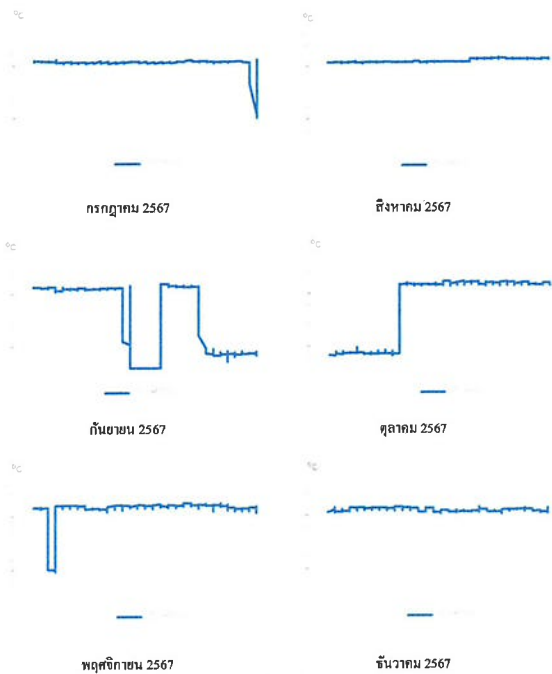 °C °C
กรกฎาคม 2567 สิงหาคม 2567
°C °C
กันยายน 2567 ตุลาคม 2567
°C °C
พฤศจิกายน 2567 ธันวาคม 2567